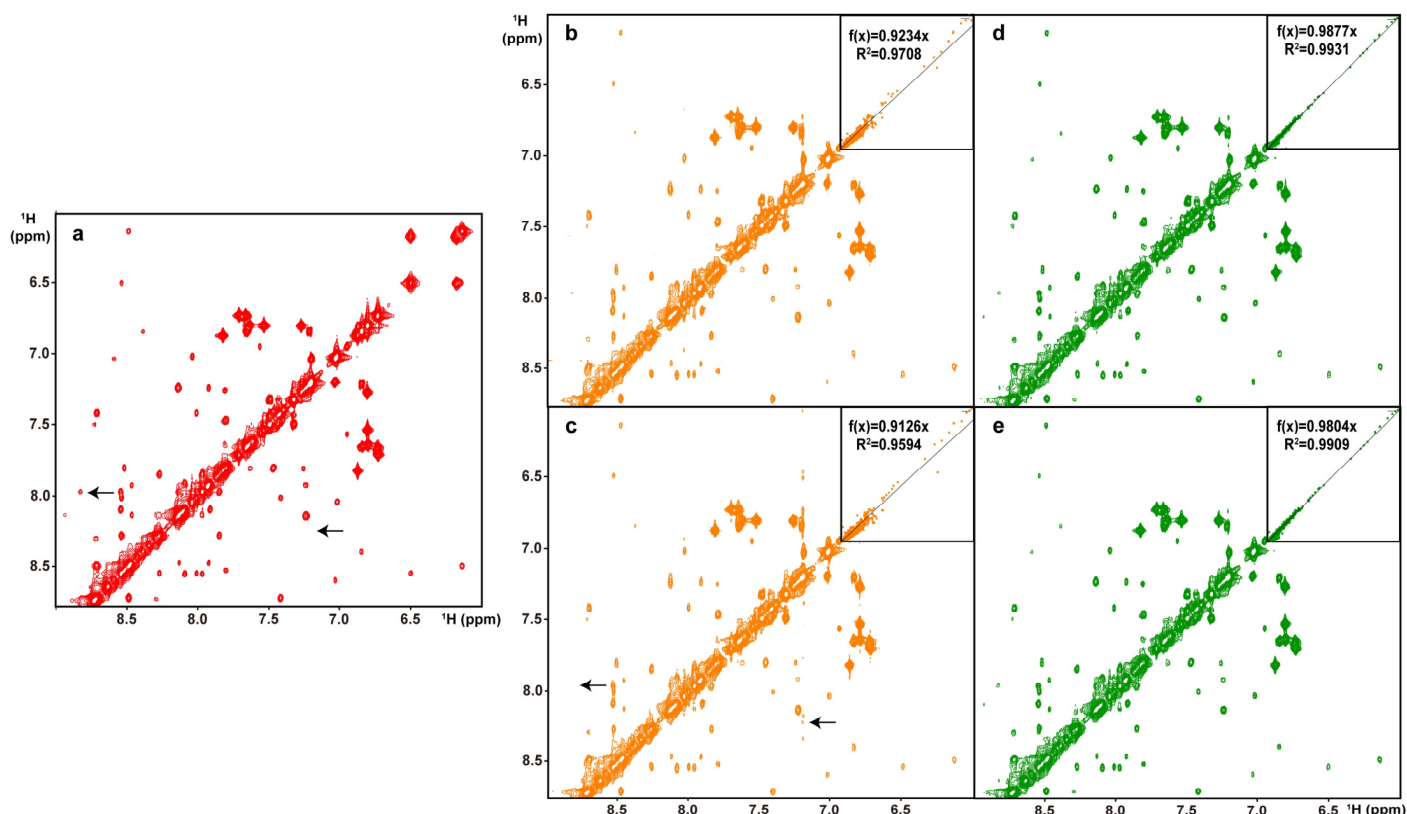 ¹H
(ppm)
a
6.5
7.0
7.5
8.0
8.5
8.5 8.0 7.5 7.0 6.5 ¹H (ppm)
¹H
(ppm)
b
f(x)=0.9234x
R²=0.9708
6.5
7.0
7.5
8.0
8.5
d
f(x)=0.9877x
R²=0.9931
c
f(x)=0.9126x
R²=0.9594
6.5
7.0
7.5
8.0
8.5
8.5 8.0 7.5 7.0 6.5
e
f(x)=0.9804x
R²=0.9909
8.5 8.0 7.5 7.0 6.5 ¹H (ppm)